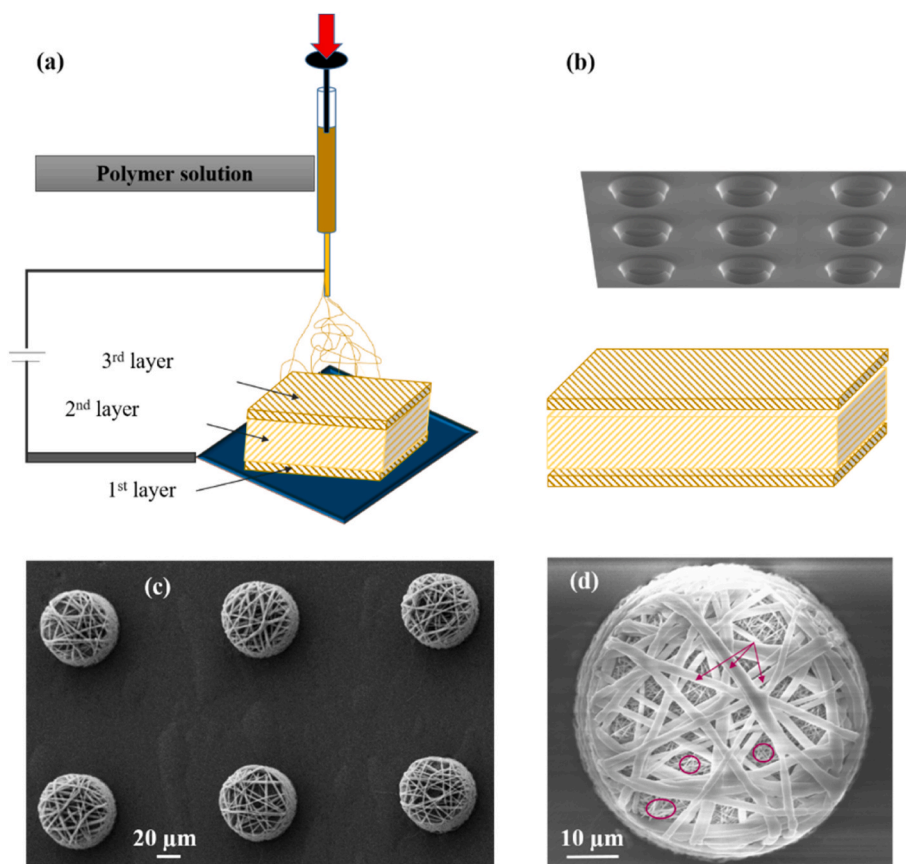 (a)
(b)
Polymer solution
3rd layer
2nd layer
1st layer
(c)
(d)
20 µm
10 µm